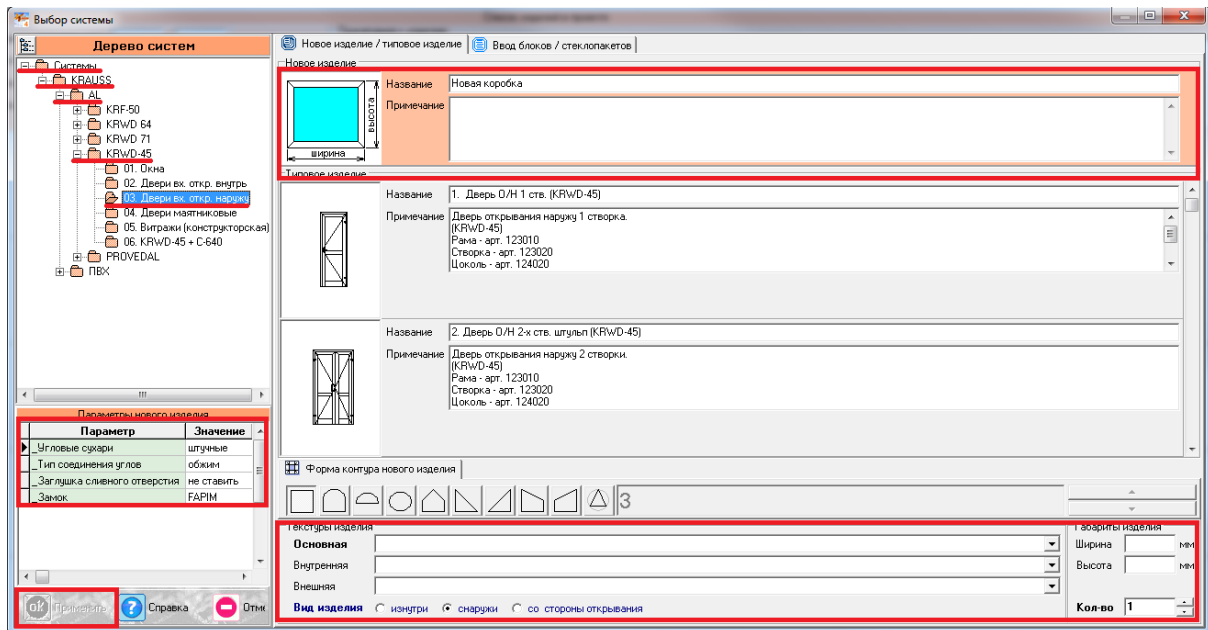 Выбор системы
Дерево систем
Системы
KRAUSS
AL
KRF-50
KRWD 64
KRWD 71
KRWD-45
01. Окна
02. Двери вх. откр. внутрь
03. Двери вх. откр. наружу
04. Двери маятниковые
05. Витражи (конструкторская)
06. KRWD-45 + C-640
PROVEDAL
ПВХ
Параметры нового изделия
Параметр Значение
_Угловые сухари штучные
_Тип соединения углов обжим
_Заглушка сливного отверстия не ставить
_Замок FAPIM
ok Применить ? Справка Отме
Новое изделие / типовое изделие Ввод блоков / стеклопакетов
Новое изделие
высота
ширина
Название Новая коробка
Примечание
Типовое изделие
Название 1. Дверь О/Н 1 ств. (KRWD-45)
Примечание Дверь открывания наружу 1 створка.
(KRWD-45)
Рама - арт. 123010
Створка - арт. 123020
Цоколь - арт. 124020
Название 2. Дверь О/Н 2-х ств. штульп (KRWD-45)
Примечание Дверь открывания наружу 2 створки.
(KRWD-45)
Рама - арт. 123010
Створка - арт. 123020
Цоколь - арт. 124020
Форма контура нового изделия
3
Текстуры изделия
Основная
Внутренняя
Внешняя
Вид изделия изнутри снаружи со стороны открывания
Габариты изделия
Ширина мм
Высота мм
Кол-во 1